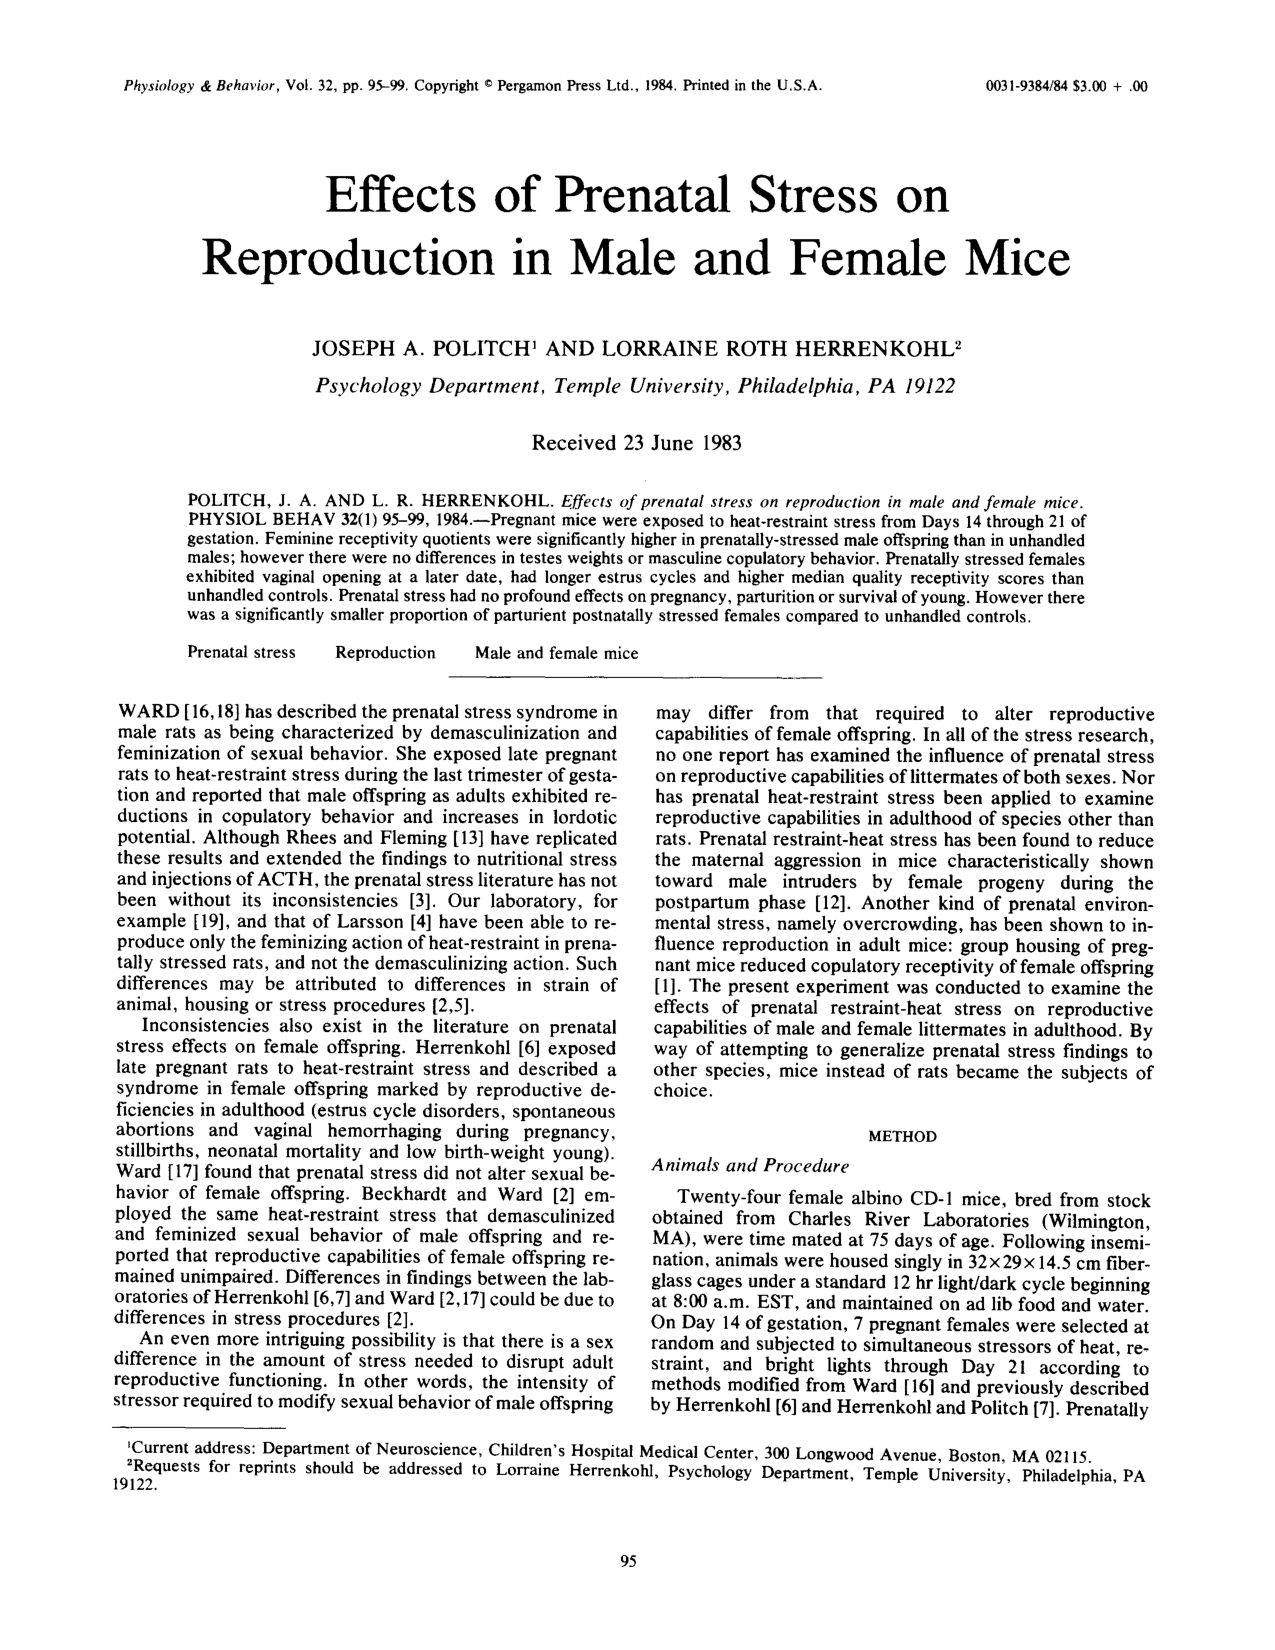 Physiology & Behavior, Vol. 32, pp. 95–99. Copyright © Pergamon Press Ltd., 1984. Printed in the U.S.A.
0031-9384/84 $3.00 + .00
Effects of Prenatal Stress on
Reproduction in Male and Female Mice
JOSEPH A. POLITCH¹ AND LORRAINE ROTH HERRENKOHL²
Psychology Department, Temple University, Philadelphia, PA 19122
Received 23 June 1983
POLITCH, J. A. AND L. R. HERRENKOHL. Effects of prenatal stress on reproduction in male and female mice.
PHYSIOL BEHAV 32(1) 95–99, 1984.—Pregnant mice were exposed to heat-restraint stress from Days 14 through 21 of
gestation. Feminine receptivity quotients were significantly higher in prenatally-stressed male offspring than in unhandled
males; however there were no differences in testes weights or masculine copulatory behavior. Prenatally stressed females
exhibited vaginal opening at a later date, had longer estrus cycles and higher median quality receptivity scores than
unhandled controls. Prenatal stress had no profound effects on pregnancy, parturition or survival of young. However there
was a significantly smaller proportion of parturient postnatally stressed females compared to unhandled controls.
Prenatal stress Reproduction Male and female mice
WARD [16,18] has described the prenatal stress syndrome in
male rats as being characterized by demasculinization and
feminization of sexual behavior. She exposed late pregnant
rats to heat-restraint stress during the last trimester of gesta-
tion and reported that male offspring as adults exhibited re-
ductions in copulatory behavior and increases in lordotic
potential. Although Rhees and Fleming [13] have replicated
these results and extended the findings to nutritional stress
and injections of ACTH, the prenatal stress literature has not
been without its inconsistencies [3]. Our laboratory, for
example [19], and that of Larsson [4] have been able to re-
produce only the feminizing action of heat-restraint in prena-
tally stressed rats, and not the demasculinizing action. Such
differences may be attributed to differences in strain of
animal, housing or stress procedures [2,5].
Inconsistencies also exist in the literature on prenatal
stress effects on female offspring. Herrenkohl [6] exposed
late pregnant rats to heat-restraint stress and described a
syndrome in female offspring marked by reproductive de-
ficiencies in adulthood (estrus cycle disorders, spontaneous
abortions and vaginal hemorrhaging during pregnancy,
stillbirths, neonatal mortality and low birth-weight young).
Ward [17] found that prenatal stress did not alter sexual be-
havior of female offspring. Beckhardt and Ward [2] em-
ployed the same heat-restraint stress that demasculinized
and feminized sexual behavior of male offspring and re-
ported that reproductive capabilities of female offspring re-
mained unimpaired. Differences in findings between the lab-
oratories of Herrenkohl [6,7] and Ward [2,17] could be due to
differences in stress procedures [2].
An even more intriguing possibility is that there is a sex
difference in the amount of stress needed to disrupt adult
reproductive functioning. In other words, the intensity of
stressor required to modify sexual behavior of male offspring
may differ from that required to alter reproductive
capabilities of female offspring. In all of the stress research,
no one report has examined the influence of prenatal stress
on reproductive capabilities of littermates of both sexes. Nor
has prenatal heat-restraint stress been applied to examine
reproductive capabilities in adulthood of species other than
rats. Prenatal restraint-heat stress has been found to reduce
the maternal aggression in mice characteristically shown
toward male intruders by female progeny during the
postpartum phase [12]. Another kind of prenatal environ-
mental stress, namely overcrowding, has been shown to in-
fluence reproduction in adult mice: group housing of preg-
nant mice reduced copulatory receptivity of female offspring
[1]. The present experiment was conducted to examine the
effects of prenatal restraint-heat stress on reproductive
capabilities of male and female littermates in adulthood. By
way of attempting to generalize prenatal stress findings to
other species, mice instead of rats became the subjects of
choice.
METHOD
Animals and Procedure
Twenty-four female albino CD-1 mice, bred from stock
obtained from Charles River Laboratories (Wilmington,
MA), were time mated at 75 days of age. Following insemi-
nation, animals were housed singly in 32×29×14.5 cm fiber-
glass cages under a standard 12 hr light/dark cycle beginning
at 8:00 a.m. EST, and maintained on ad lib food and water.
On Day 14 of gestation, 7 pregnant females were selected at
random and subjected to simultaneous stressors of heat, re-
straint, and bright lights through Day 21 according to
methods modified from Ward [16] and previously described
by Herrenkohl [6] and Herrenkohl and Politch [7]. Prenatally
¹Current address: Department of Neuroscience, Children's Hospital Medical Center, 300 Longwood Avenue, Boston, MA 02115.
²Requests for reprints should be addressed to Lorraine Herrenkohl, Psychology Department, Temple University, Philadelphia, PA
19122.
95